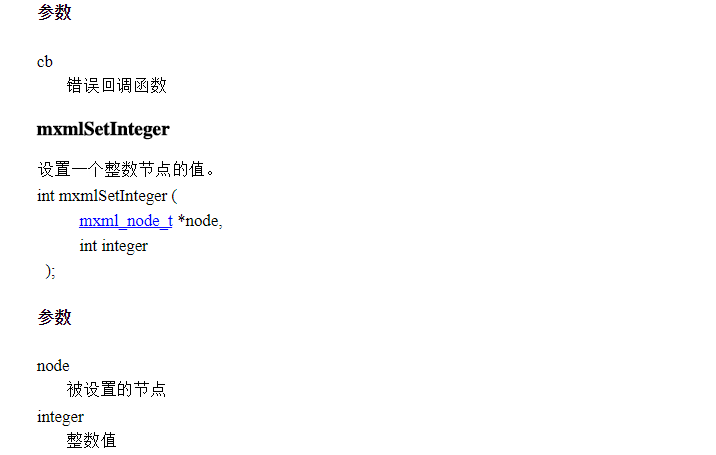 参数
cb
错误回调函数
mxmlSetInteger
设置一个整数节点的值。
int mxmlSetInteger (
mxml_node_t *node,
int integer
);
参数
node
被设置的节点
integer
整数值